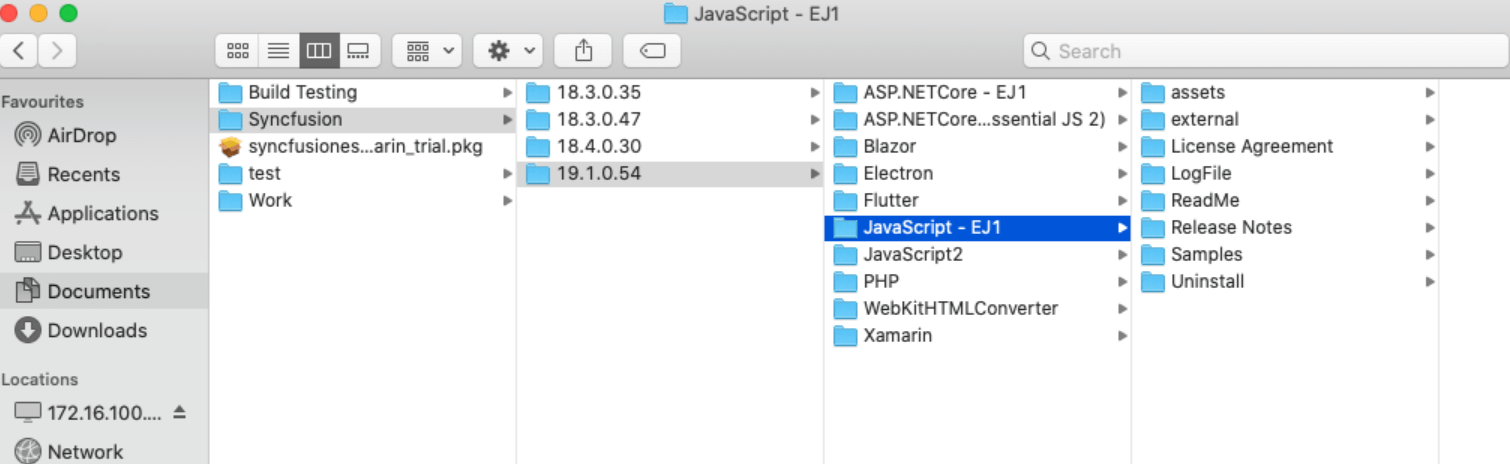 JavaScript - EJ1
Search
Favourites
AirDrop
Recents
Applications
Desktop
Documents
Downloads
Locations
172.16.100....
Network
Build Testing
Syncfusion
syncfusiones...arin_trial.pkg
test
Work
18.3.0.35
18.3.0.47
18.4.0.30
19.1.0.54
ASP.NETCore - EJ1
ASP.NETCore...ssential JS 2)
Blazor
Electron
Flutter
JavaScript - EJ1
JavaScript2
PHP
WebKitHTMLConverter
Xamarin
assets
external
License Agreement
LogFile
ReadMe
Release Notes
Samples
Uninstall